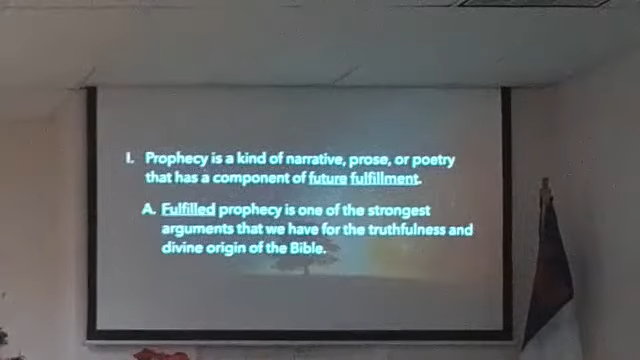 I. Prophecy is a kind of narrative, prose, or poetry
that has a component of future fulfillment.
A. Fulfilled prophecy is one of the strongest
arguments that we have for the truthfulness and
divine origin of the Bible.